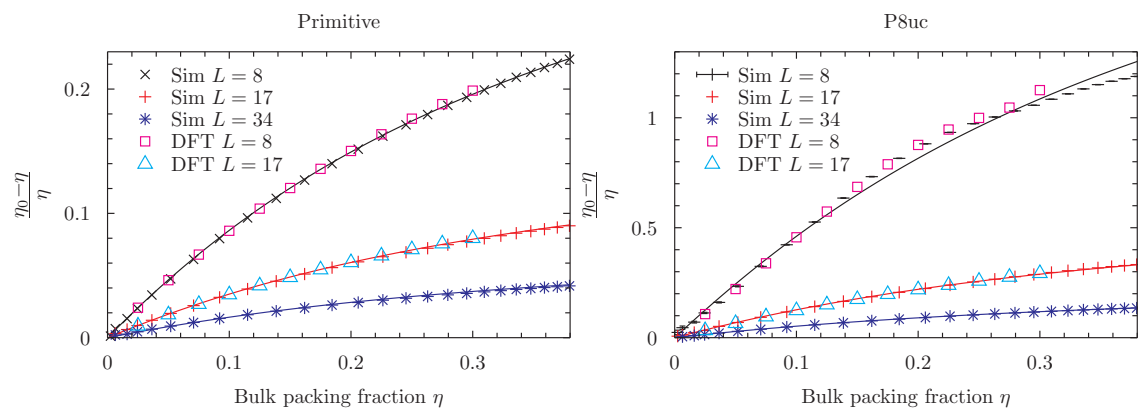 Primitive
0.2
0.1
0
η₀−η
η
× Sim L = 8
+ Sim L = 17
∗ Sim L = 34
□ DFT L = 8
△ DFT L = 17
0 0.1 0.2 0.3
Bulk packing fraction η
P8uc
1
0.5
0
η₀−η
η
Sim L = 8
+ Sim L = 17
∗ Sim L = 34
□ DFT L = 8
△ DFT L = 17
0 0.1 0.2 0.3
Bulk packing fraction η